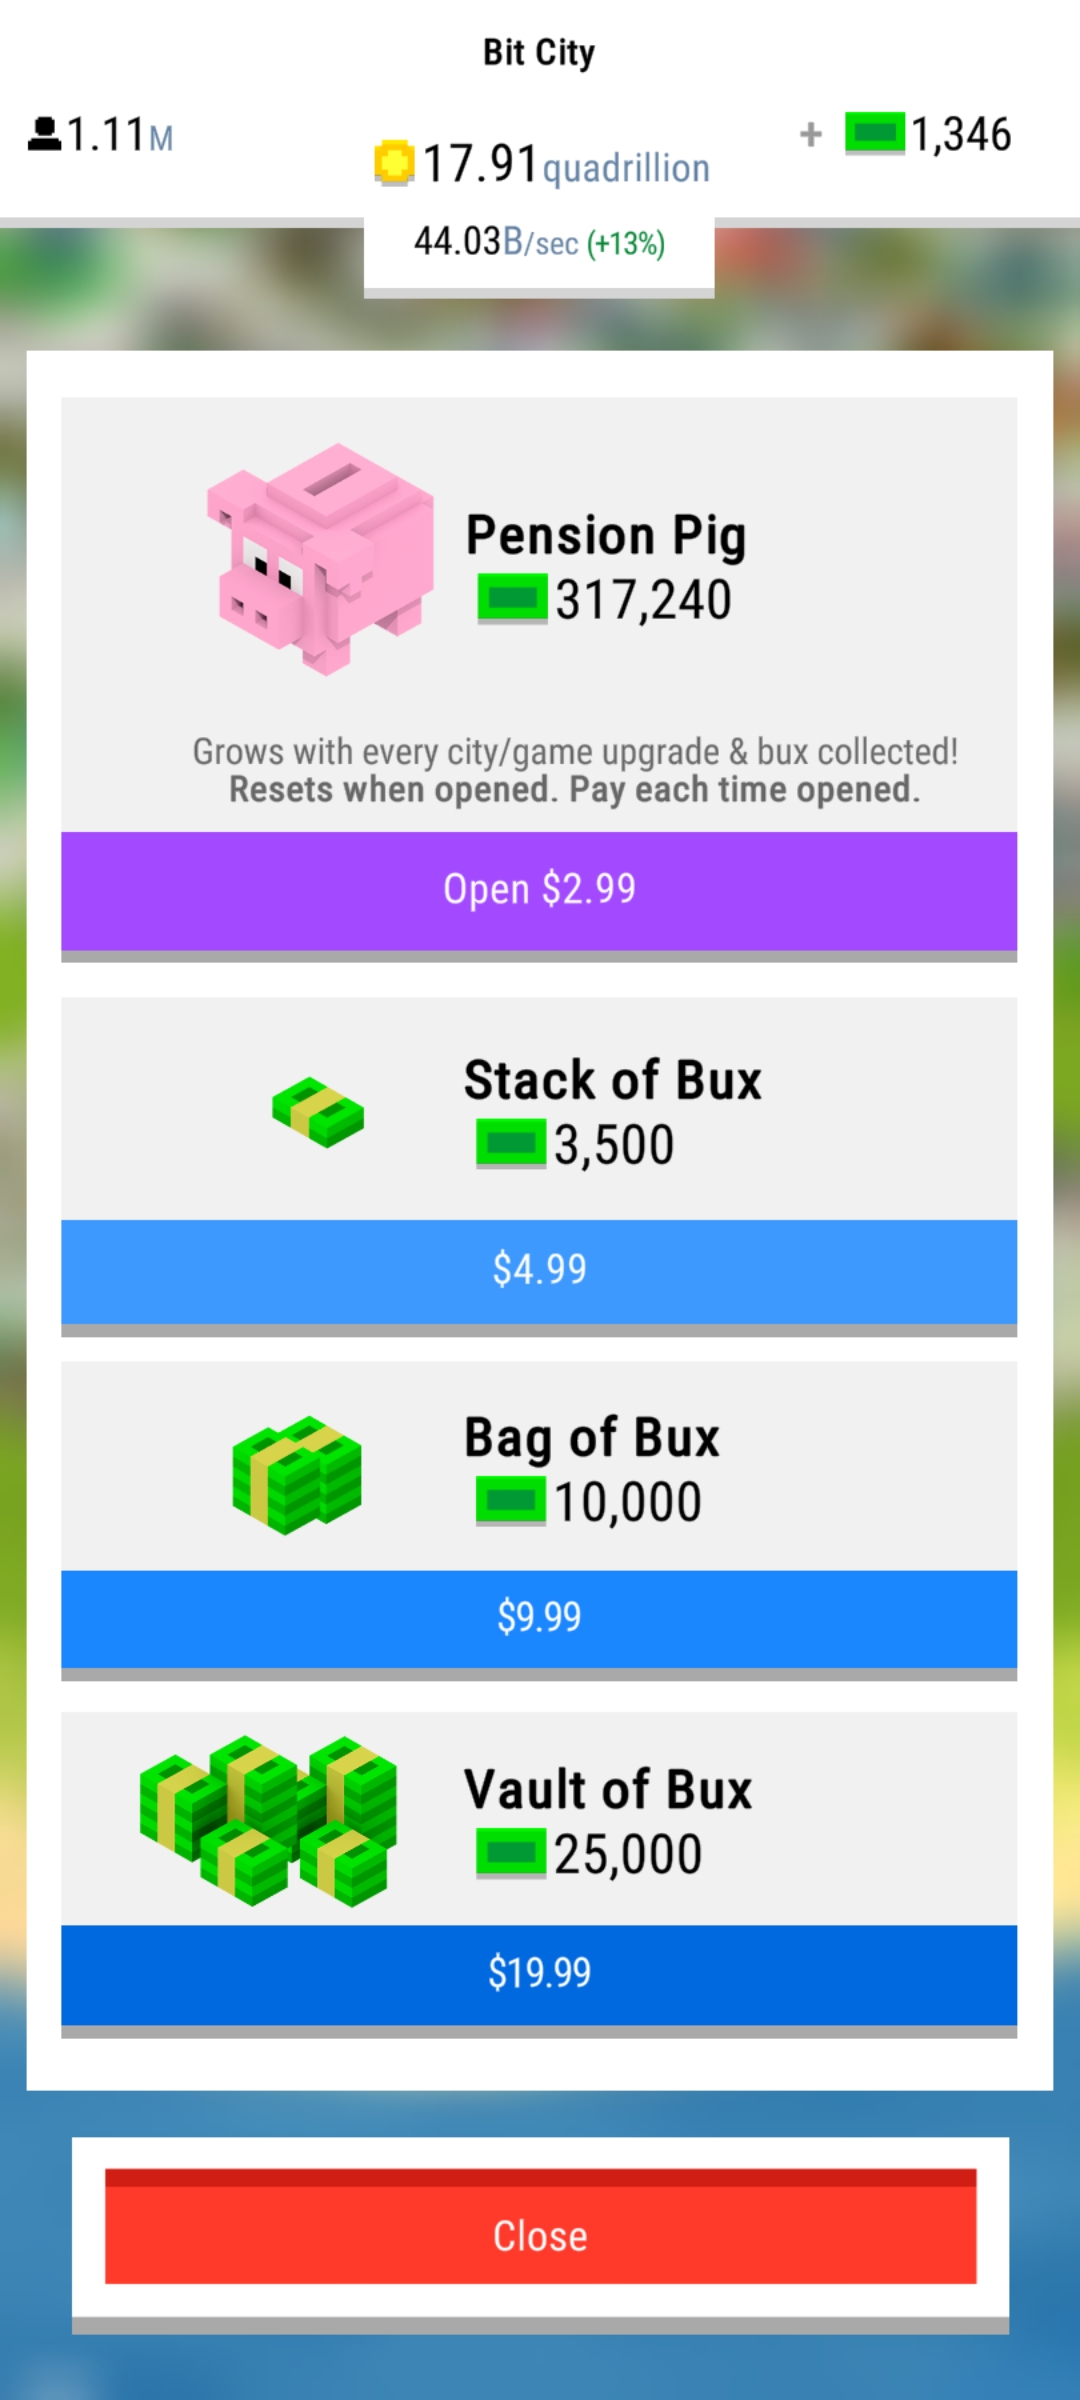 Bit City
1.11M
17.91quadrillion
+ 1,346
44.03B/sec (+13%)
Pension Pig
317,240
Grows with every city/game upgrade & bux collected!
Resets when opened. Pay each time opened.
Open $2.99
Stack of Bux
3,500
$4.99
Bag of Bux
10,000
$9.99
Vault of Bux
25,000
$19.99
Close